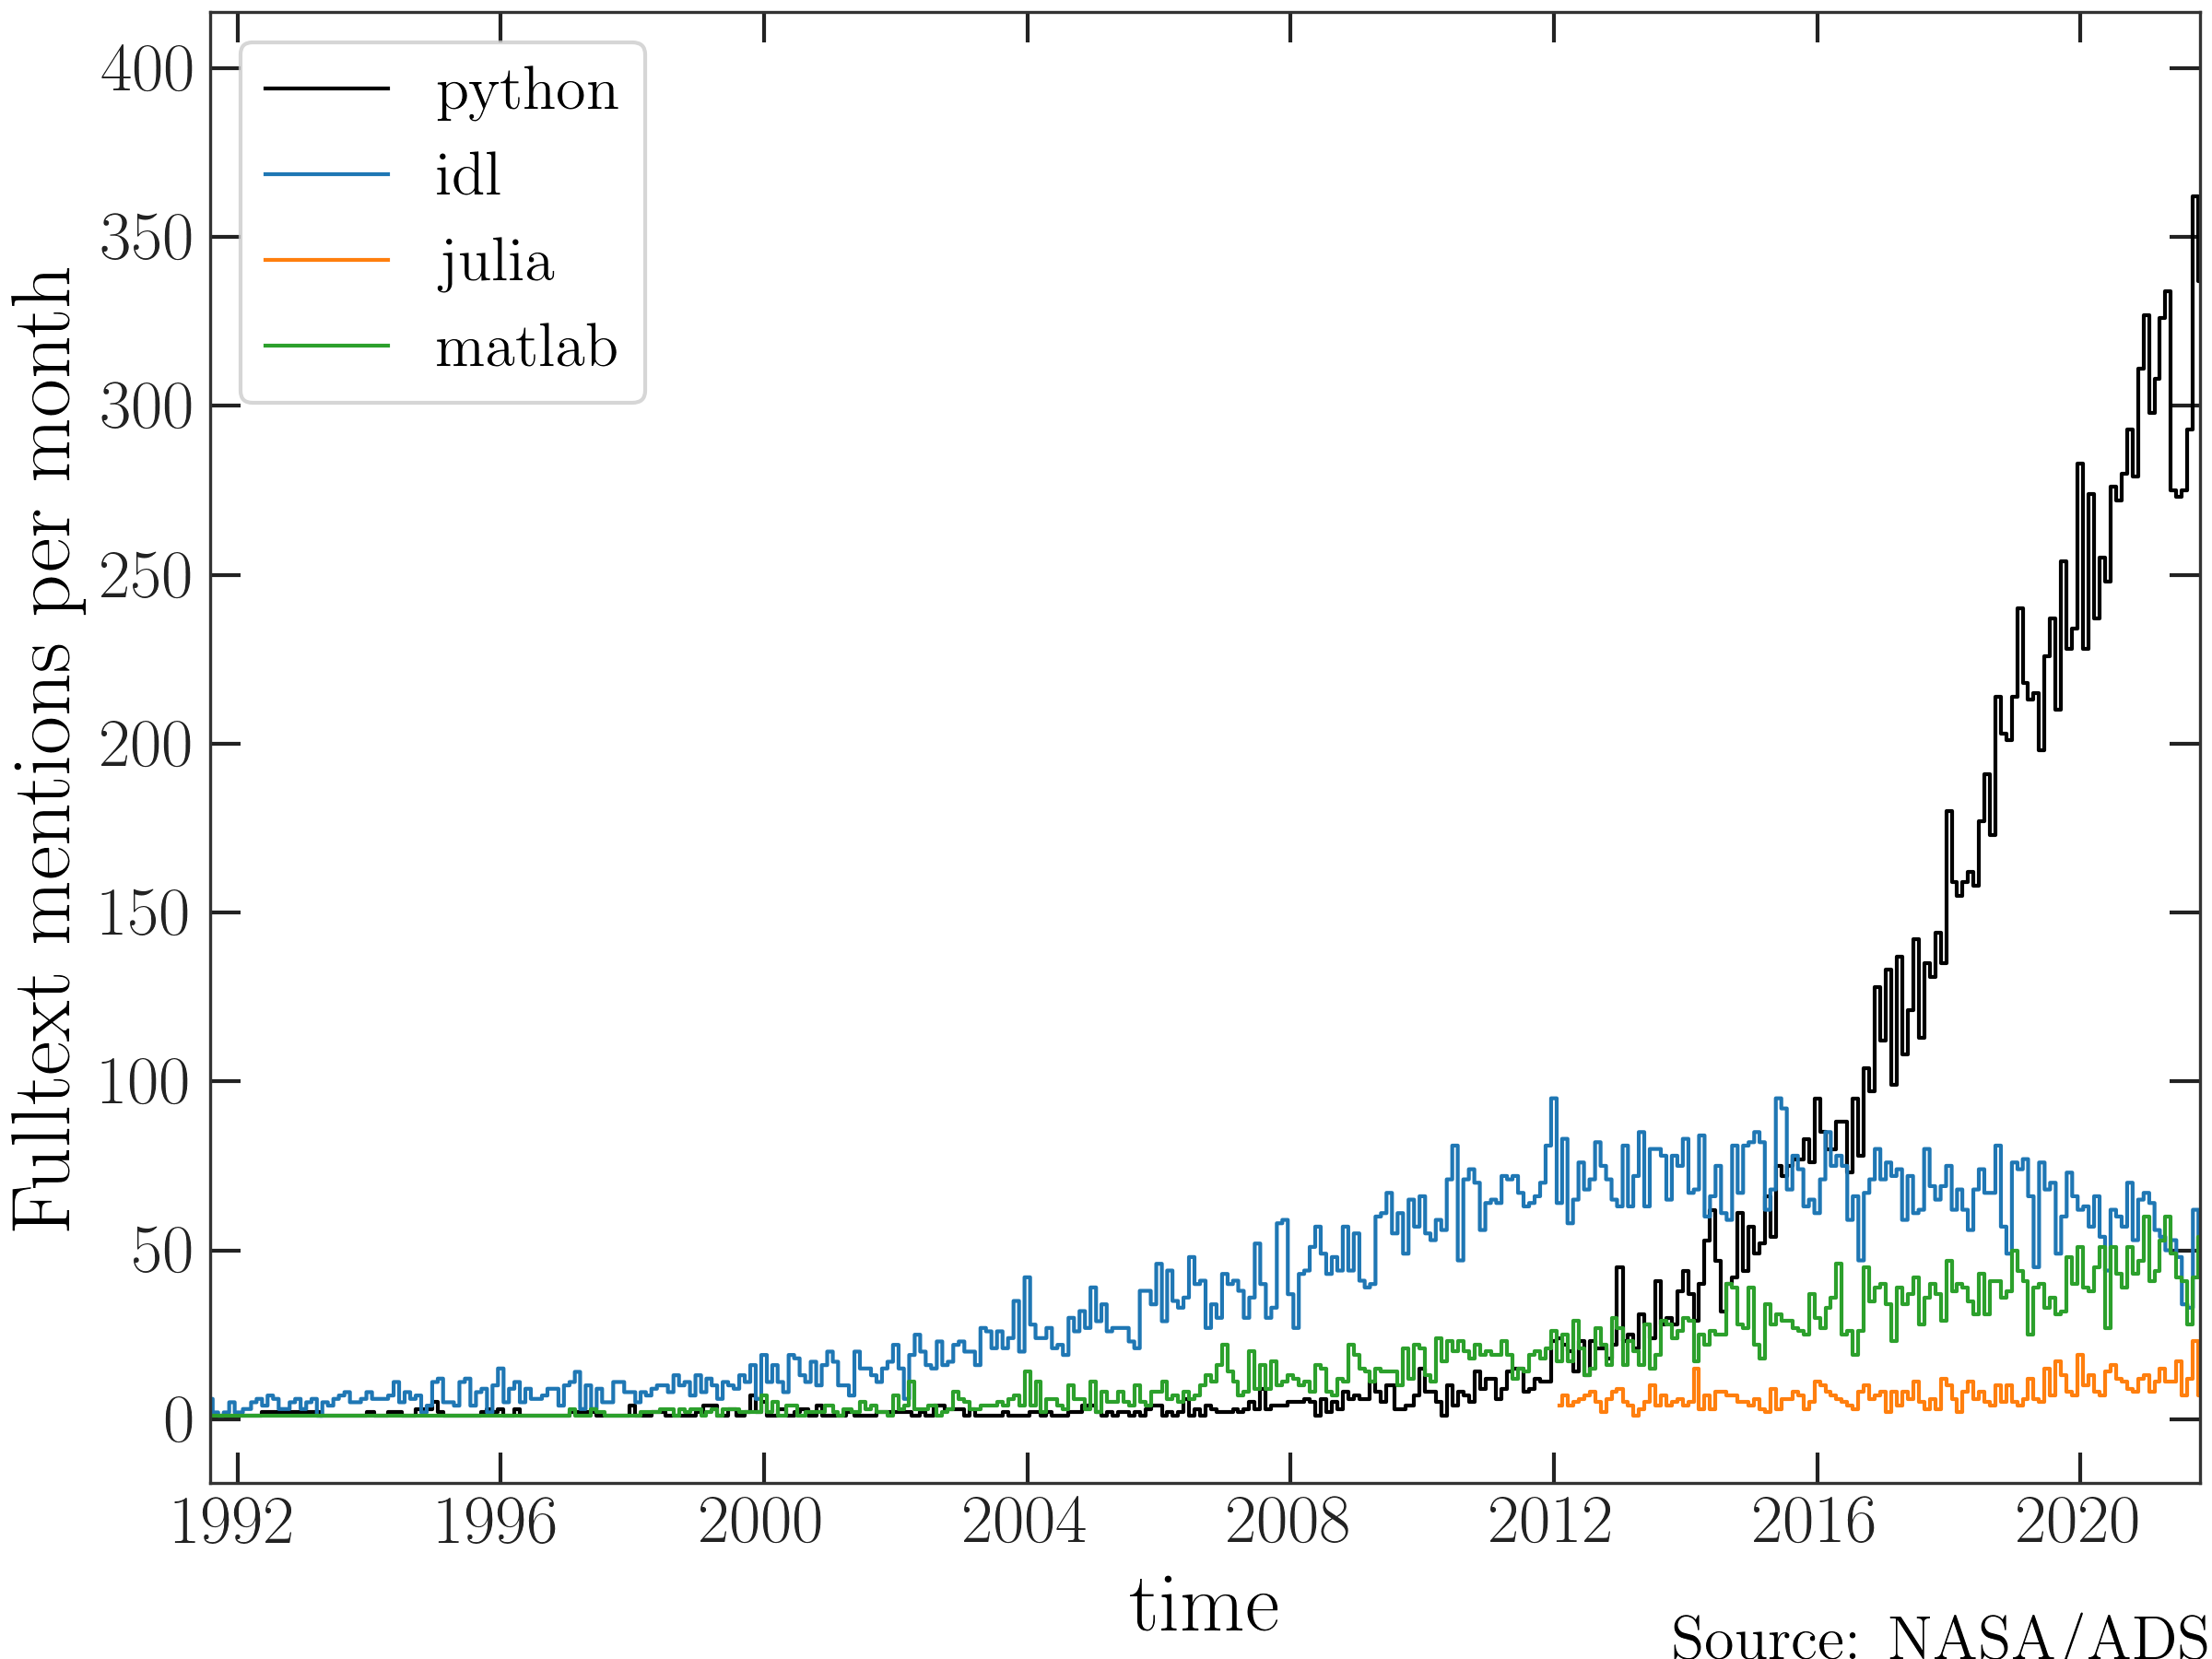 400
350
300
250
200
150
100
50
0
Fulltext mentions per month
python
idl
julia
matlab
1992 1996 2000 2004 2008 2012 2016 2020
time
Source: NASA/ADS